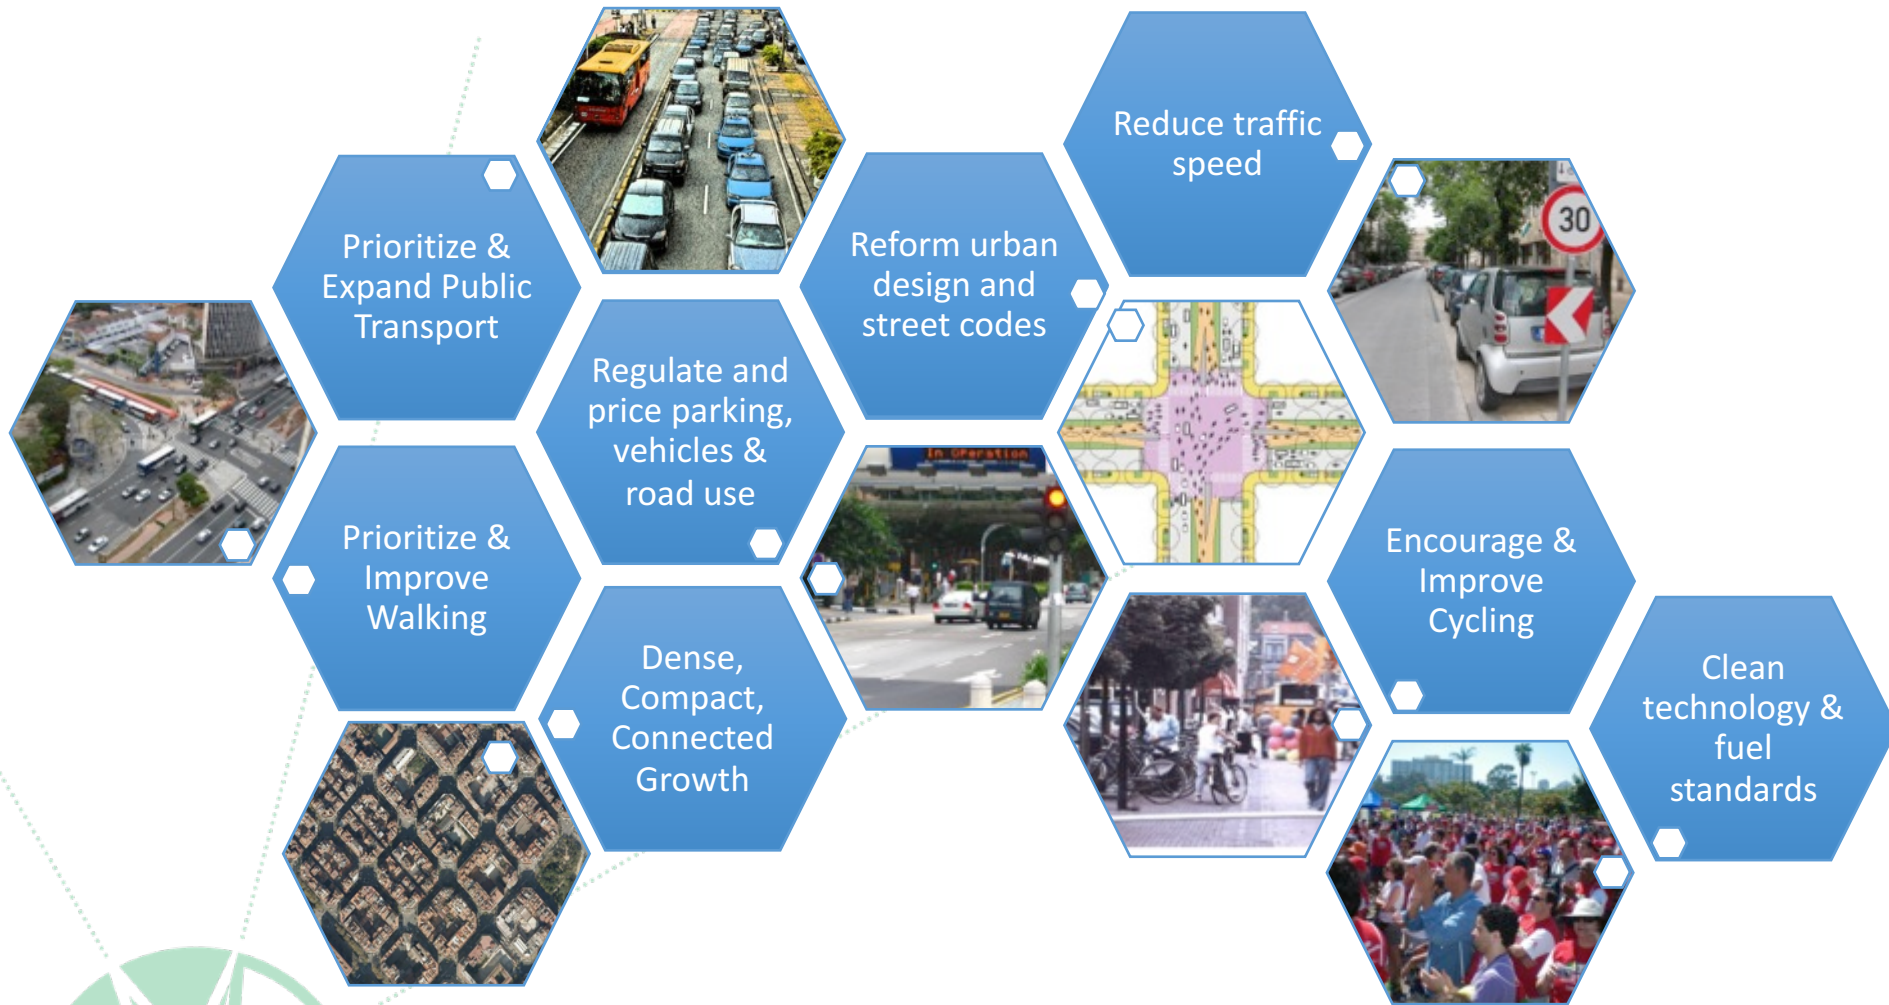 Prioritize &
Expand Public
Transport
Regulate and
price parking,
vehicles &
road use
Prioritize &
Improve
Walking
Dense,
Compact,
Connected
Growth
Reform urban
design and
street codes
In Operation
Reduce traffic
speed
30
Encourage &
Improve
Cycling
Clean
technology &
fuel
standards